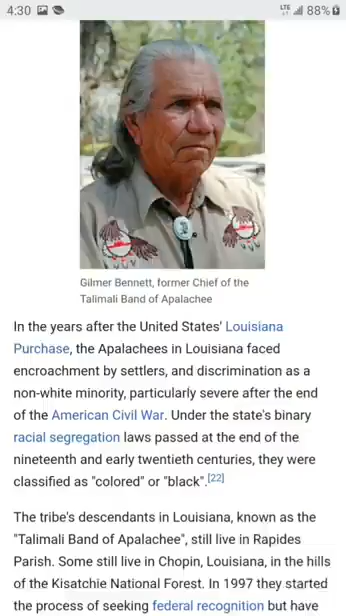 4:30
LTE
88%
Gilmer Bennett, former Chief of the
Talimali Band of Apalachee
In the years after the United States' Louisiana
Purchase, the Apalachees in Louisiana faced
encroachment by settlers, and discrimination as a
non-white minority, particularly severe after the end
of the American Civil War. Under the state's binary
racial segregation laws passed at the end of the
nineteenth and early twentieth centuries, they were
classified as "colored" or "black".[22]
The tribe's descendants in Louisiana, known as the
"Talimali Band of Apalachee", still live in Rapides
Parish. Some still live in Chopin, Louisiana, in the hills
of the Kisatchie National Forest. In 1997 they started
the process of seeking federal recognition but have